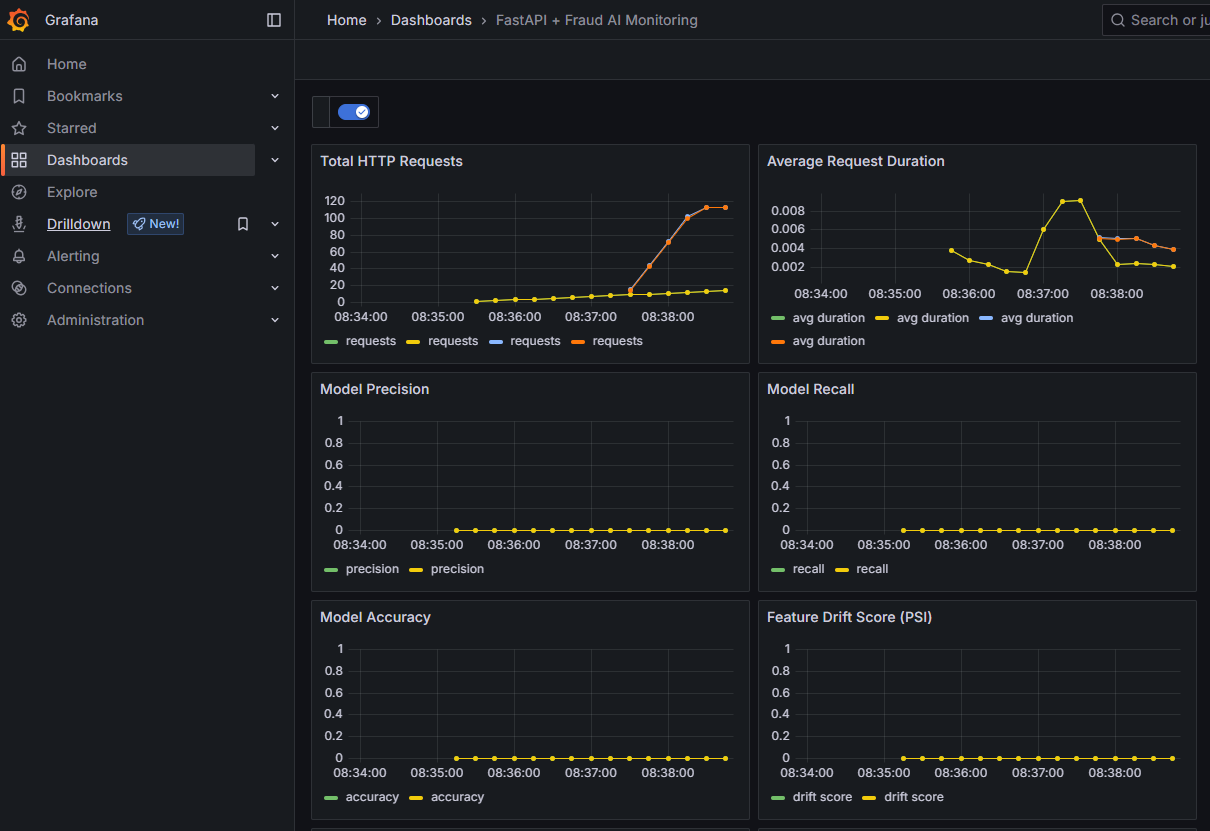 Grafana
Home › Dashboards › FastAPI + Fraud AI Monitoring
Search or ju
Home
Bookmarks
Starred
Dashboards
Explore
Drilldown New!
Alerting
Connections
Administration
Total HTTP Requests
120
100
80
60
40
20
0
08:34:00 08:35:00 08:36:00 08:37:00 08:38:00
requests requests requests requests
Average Request Duration
0.008
0.006
0.004
0.002
08:34:00 08:35:00 08:36:00 08:37:00 08:38:00
avg duration avg duration avg duration
avg duration
Model Precision
1
0.8
0.6
0.4
0.2
0
08:34:00 08:35:00 08:36:00 08:37:00 08:38:00
precision precision
Model Recall
1
0.8
0.6
0.4
0.2
0
08:34:00 08:35:00 08:36:00 08:37:00 08:38:00
recall recall
Model Accuracy
1
0.8
0.6
0.4
0.2
0
08:34:00 08:35:00 08:36:00 08:37:00 08:38:00
accuracy accuracy
Feature Drift Score (PSI)
1
0.8
0.6
0.4
0.2
0
08:34:00 08:35:00 08:36:00 08:37:00 08:38:00
drift score drift score